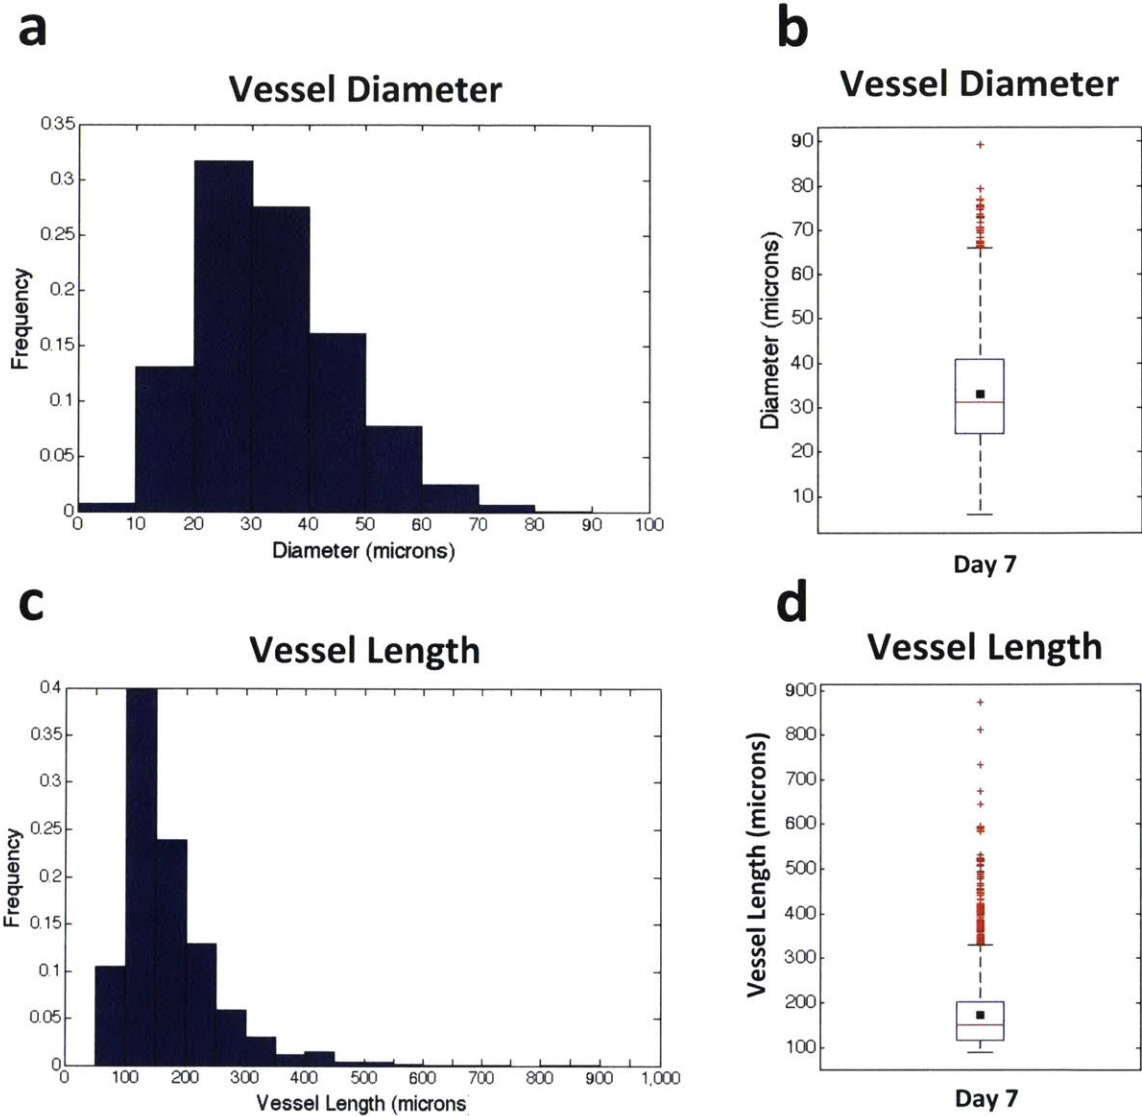 a
Vessel Diameter
0.35
0.3
0.25
0.2
0.15
0.1
0.05
0
Frequency
0 10 20 30 40 50 60 70 80 90 100
Diameter (microns)
b
Vessel Diameter
90
80
70
60
50
40
30
20
10
Diameter (microns)
Day 7
c
Vessel Length
0.4
0.35
0.3
0.25
0.2
0.15
0.1
0.05
0
Frequency
0 100 200 300 400 500 600 700 800 900 1,000
Vessel Length (microns
d
Vessel Length
900
800
700
600
500
400
300
200
100
Vessel Length (microns)
Day 7